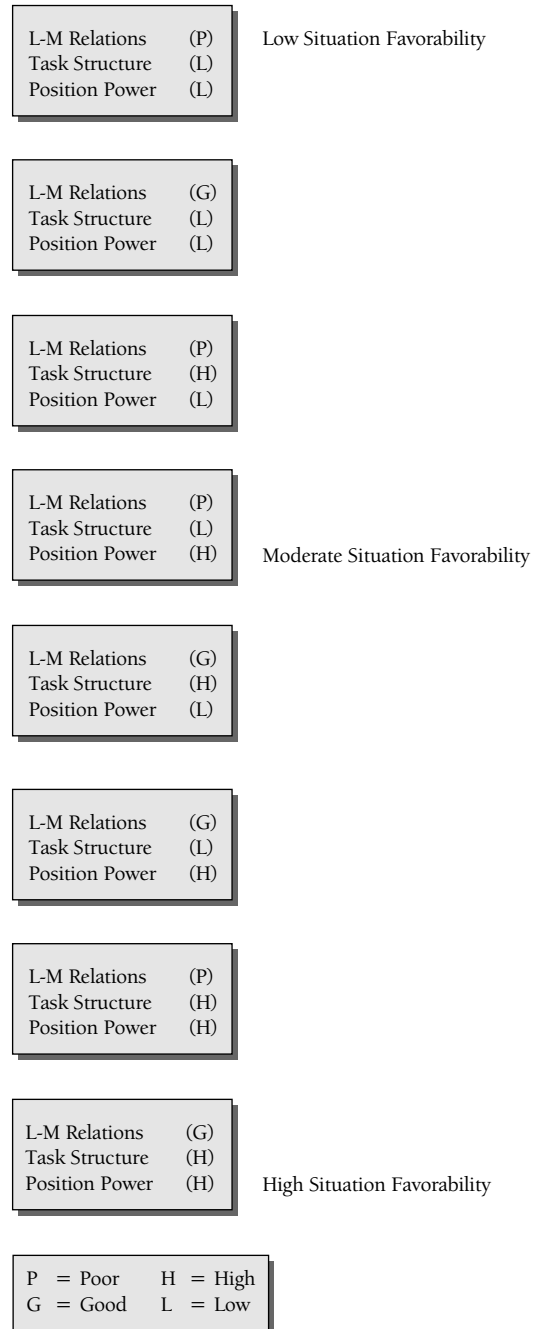 L-M Relations (P) Low Situation Favorability
Task Structure (L)
Position Power (L)
L-M Relations (G)
Task Structure (L)
Position Power (L)
L-M Relations (P)
Task Structure (H)
Position Power (L)
L-M Relations (P)
Task Structure (L)
Position Power (H) Moderate Situation Favorability
L-M Relations (G)
Task Structure (H)
Position Power (L)
L-M Relations (G)
Task Structure (L)
Position Power (H)
L-M Relations (P)
Task Structure (H)
Position Power (H)
L-M Relations (G)
Task Structure (H)
Position Power (H) High Situation Favorability
P = Poor H = High
G = Good L = Low